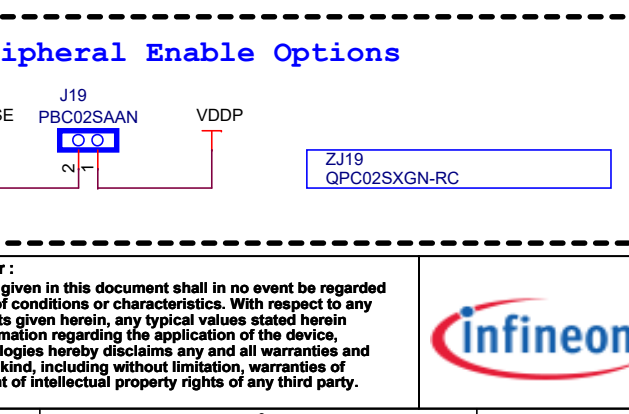 ipheral Enable Options
J19
SE PBC02SAAN VDDP
2 1
ZJ19
QPC02SXGN-RC
r :
given in this document shall in no event be regarded
of conditions or characteristics. With respect to any
ts given herein, any typical values stated herein
mation regarding the application of the device,
logies hereby disclaims any and all warranties and
kind, including without limitation, warranties of
t of intellectual property rights of any third party.
infineon